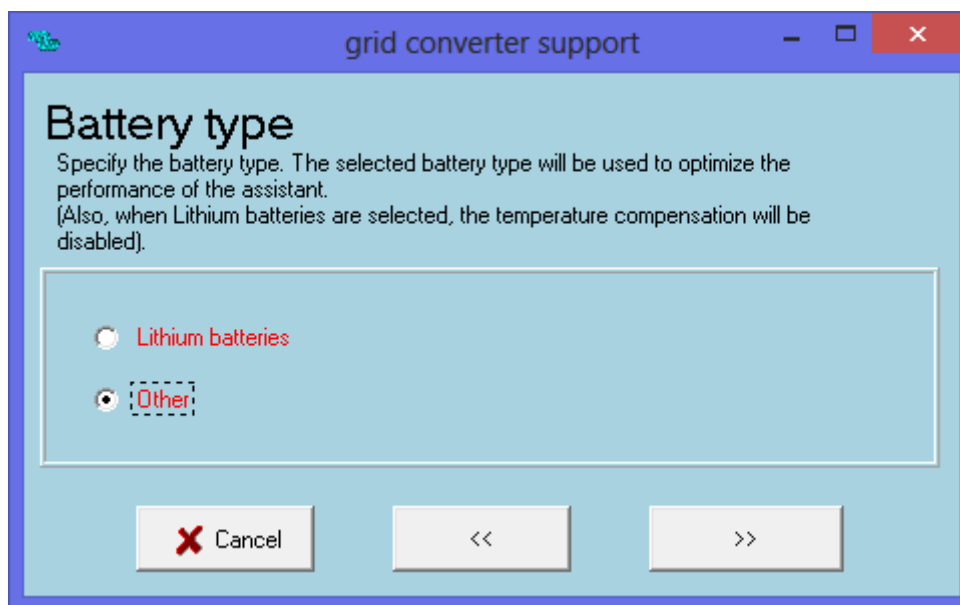 grid converter support
Battery type
Specify the battery type. The selected battery type will be used to optimize the
performance of the assistant.
(Also, when Lithium batteries are selected, the temperature compensation will be
disabled).
Lithium batteries
Other
Cancel
<<
>>